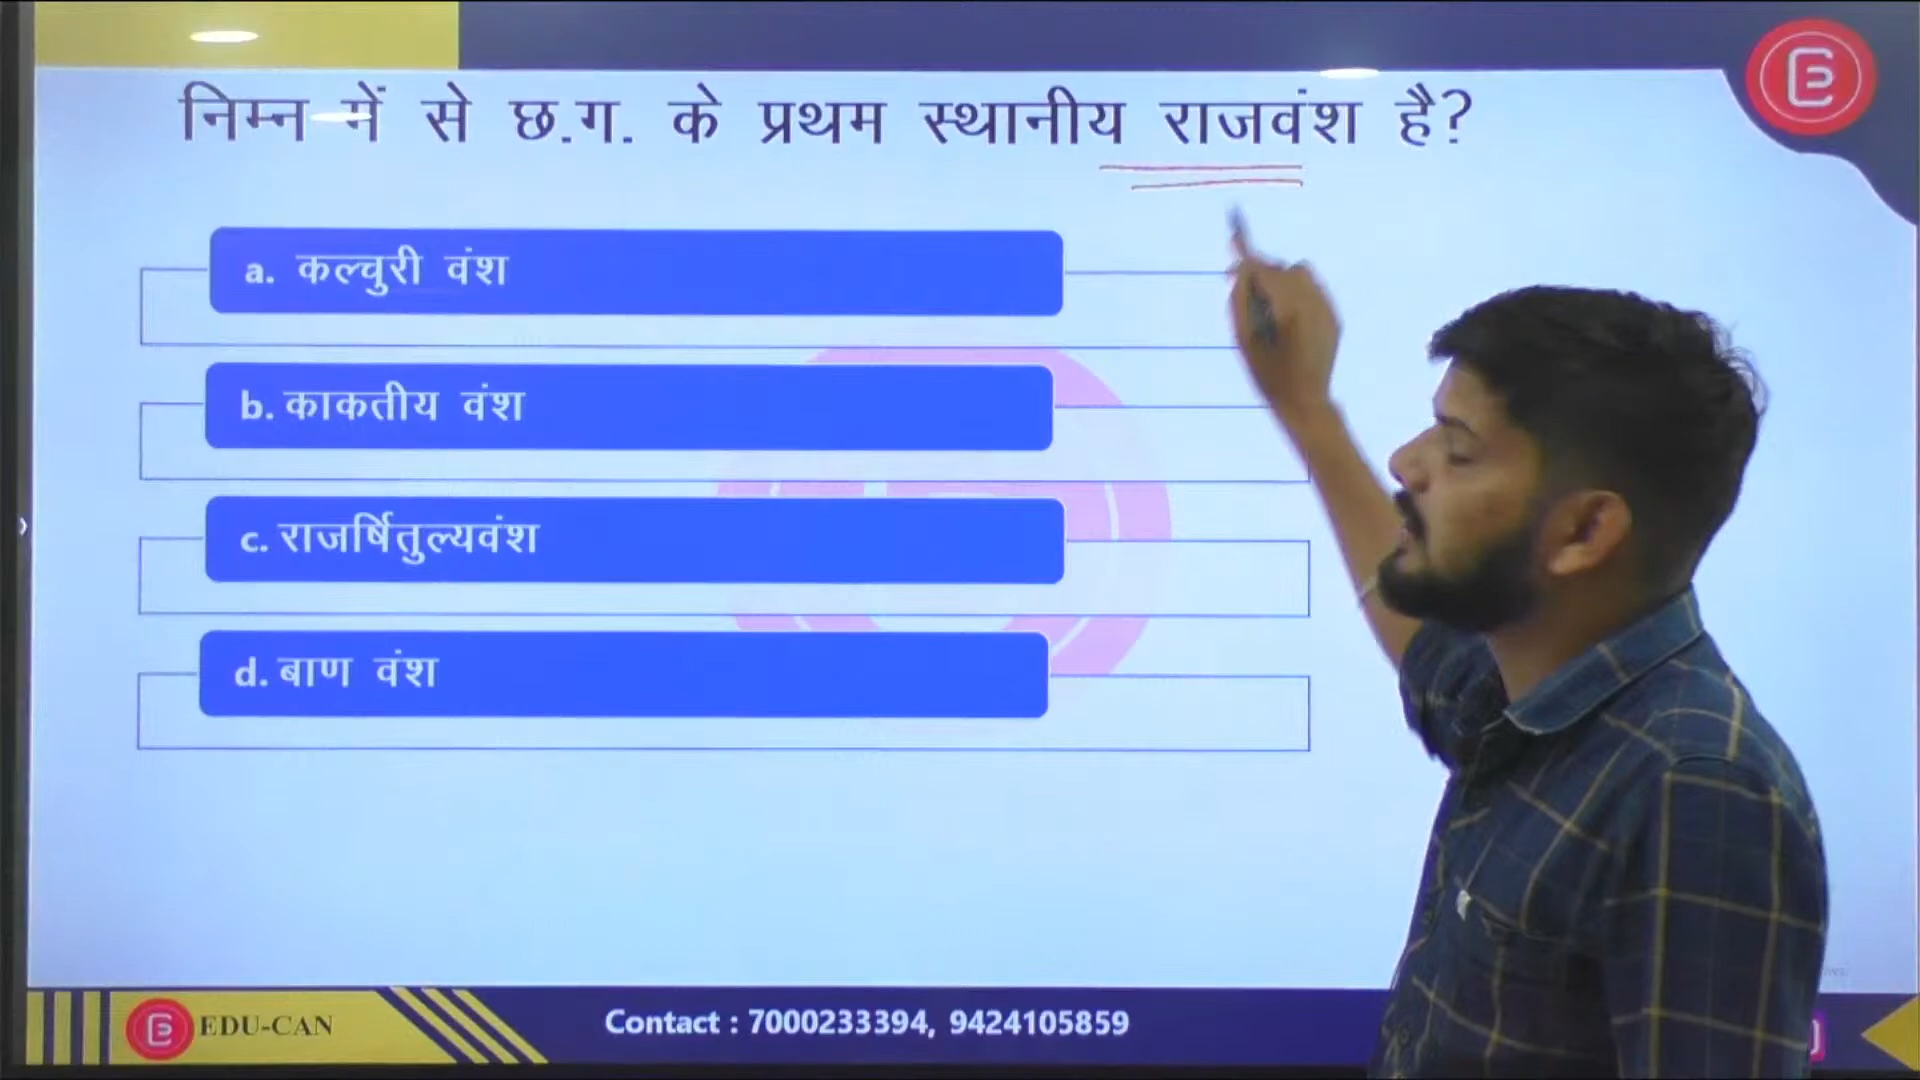 निम्न में से छ.ग. के प्रथम स्थानीय राजवंश है?
a. कल्चुरी वंश
b. काकतीय वंश
c. राजर्षितुल्यवंश
d. बाण वंश
EDU-CAN
Contact : 7000233394, 9424105859